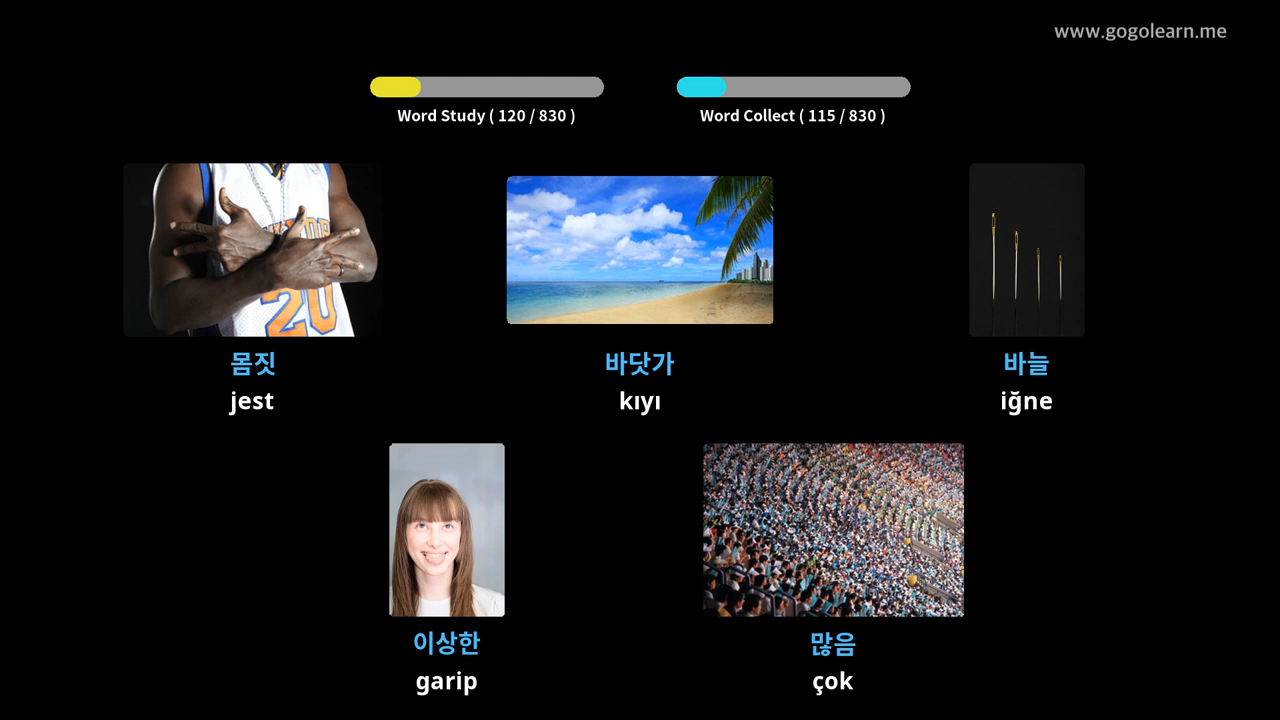 www.gogolearn.me
Word Study ( 120 / 830 )
Word Collect ( 115 / 830 )
20
몸짓
jest
바닷가
kıyı
바늘
iğne
이상한
garip
많음
çok